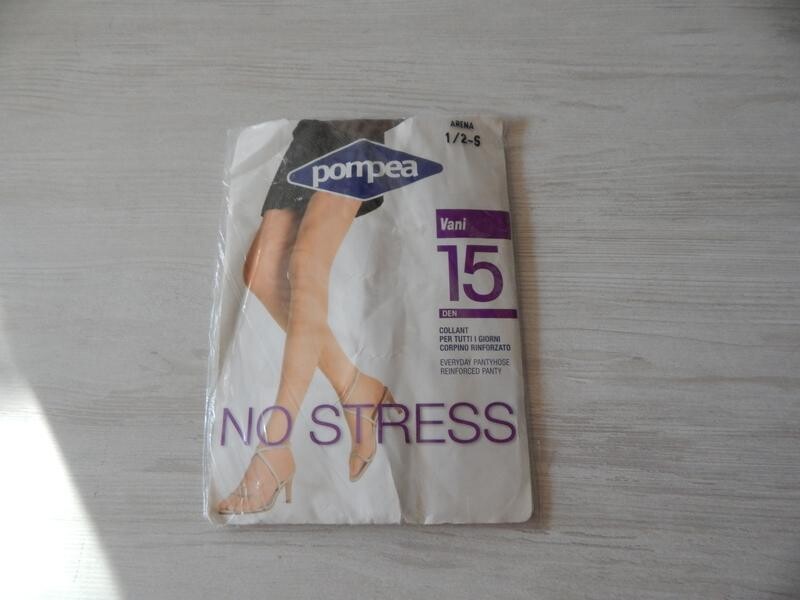 ARENA
1/2-S
pompea
Vani
15
DEN
COLLANT
PER TUTTI I GIORNI
CORPINO RINFORZATO
EVERYDAY PANTYHOSE
REINFORCED PANTY
NO STRESS